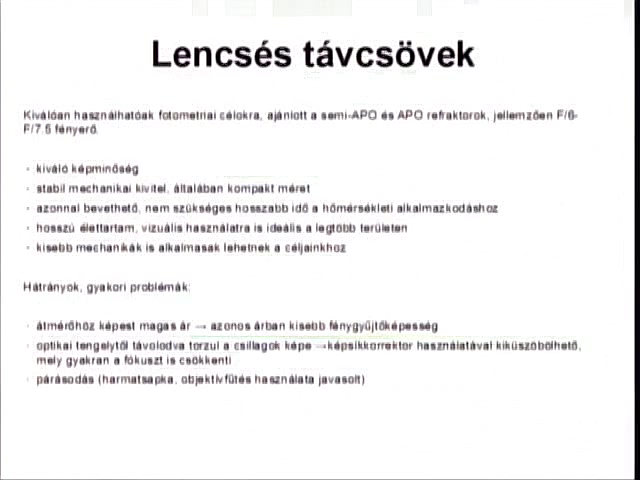 Lencsés távcsövek
Kiválóan használhatóak fotometriai célokra, ajánlott a semi-APO és APO refraktorok, jellemzően F/6-
F/7.5 fényerő.
kiváló képminőség
stabil mechanikai kivitel, általában kompakt méret
azonnal bevethető, nem szükséges hosszabb idő a hőmérsékleti alkalmazkodáshoz
hosszú élettartam, vizuális használatra is ideális a legtöbb területen
kisebb mechanikák is alkalmasak lehetnek a céljainkhoz
Hátrányok, gyakori problémák:
átmérőhöz képest magas ár → azonos árban kisebb fénygyűjtőképesség
optikai tengelytől távolodva torzul a csillagok képe →képsíkkorrektor használatával kiküszöbölhető,
mely gyakran a fókuszt is csökkenti
párásodás (harmatsapka, objektívfűtés használata javasolt)